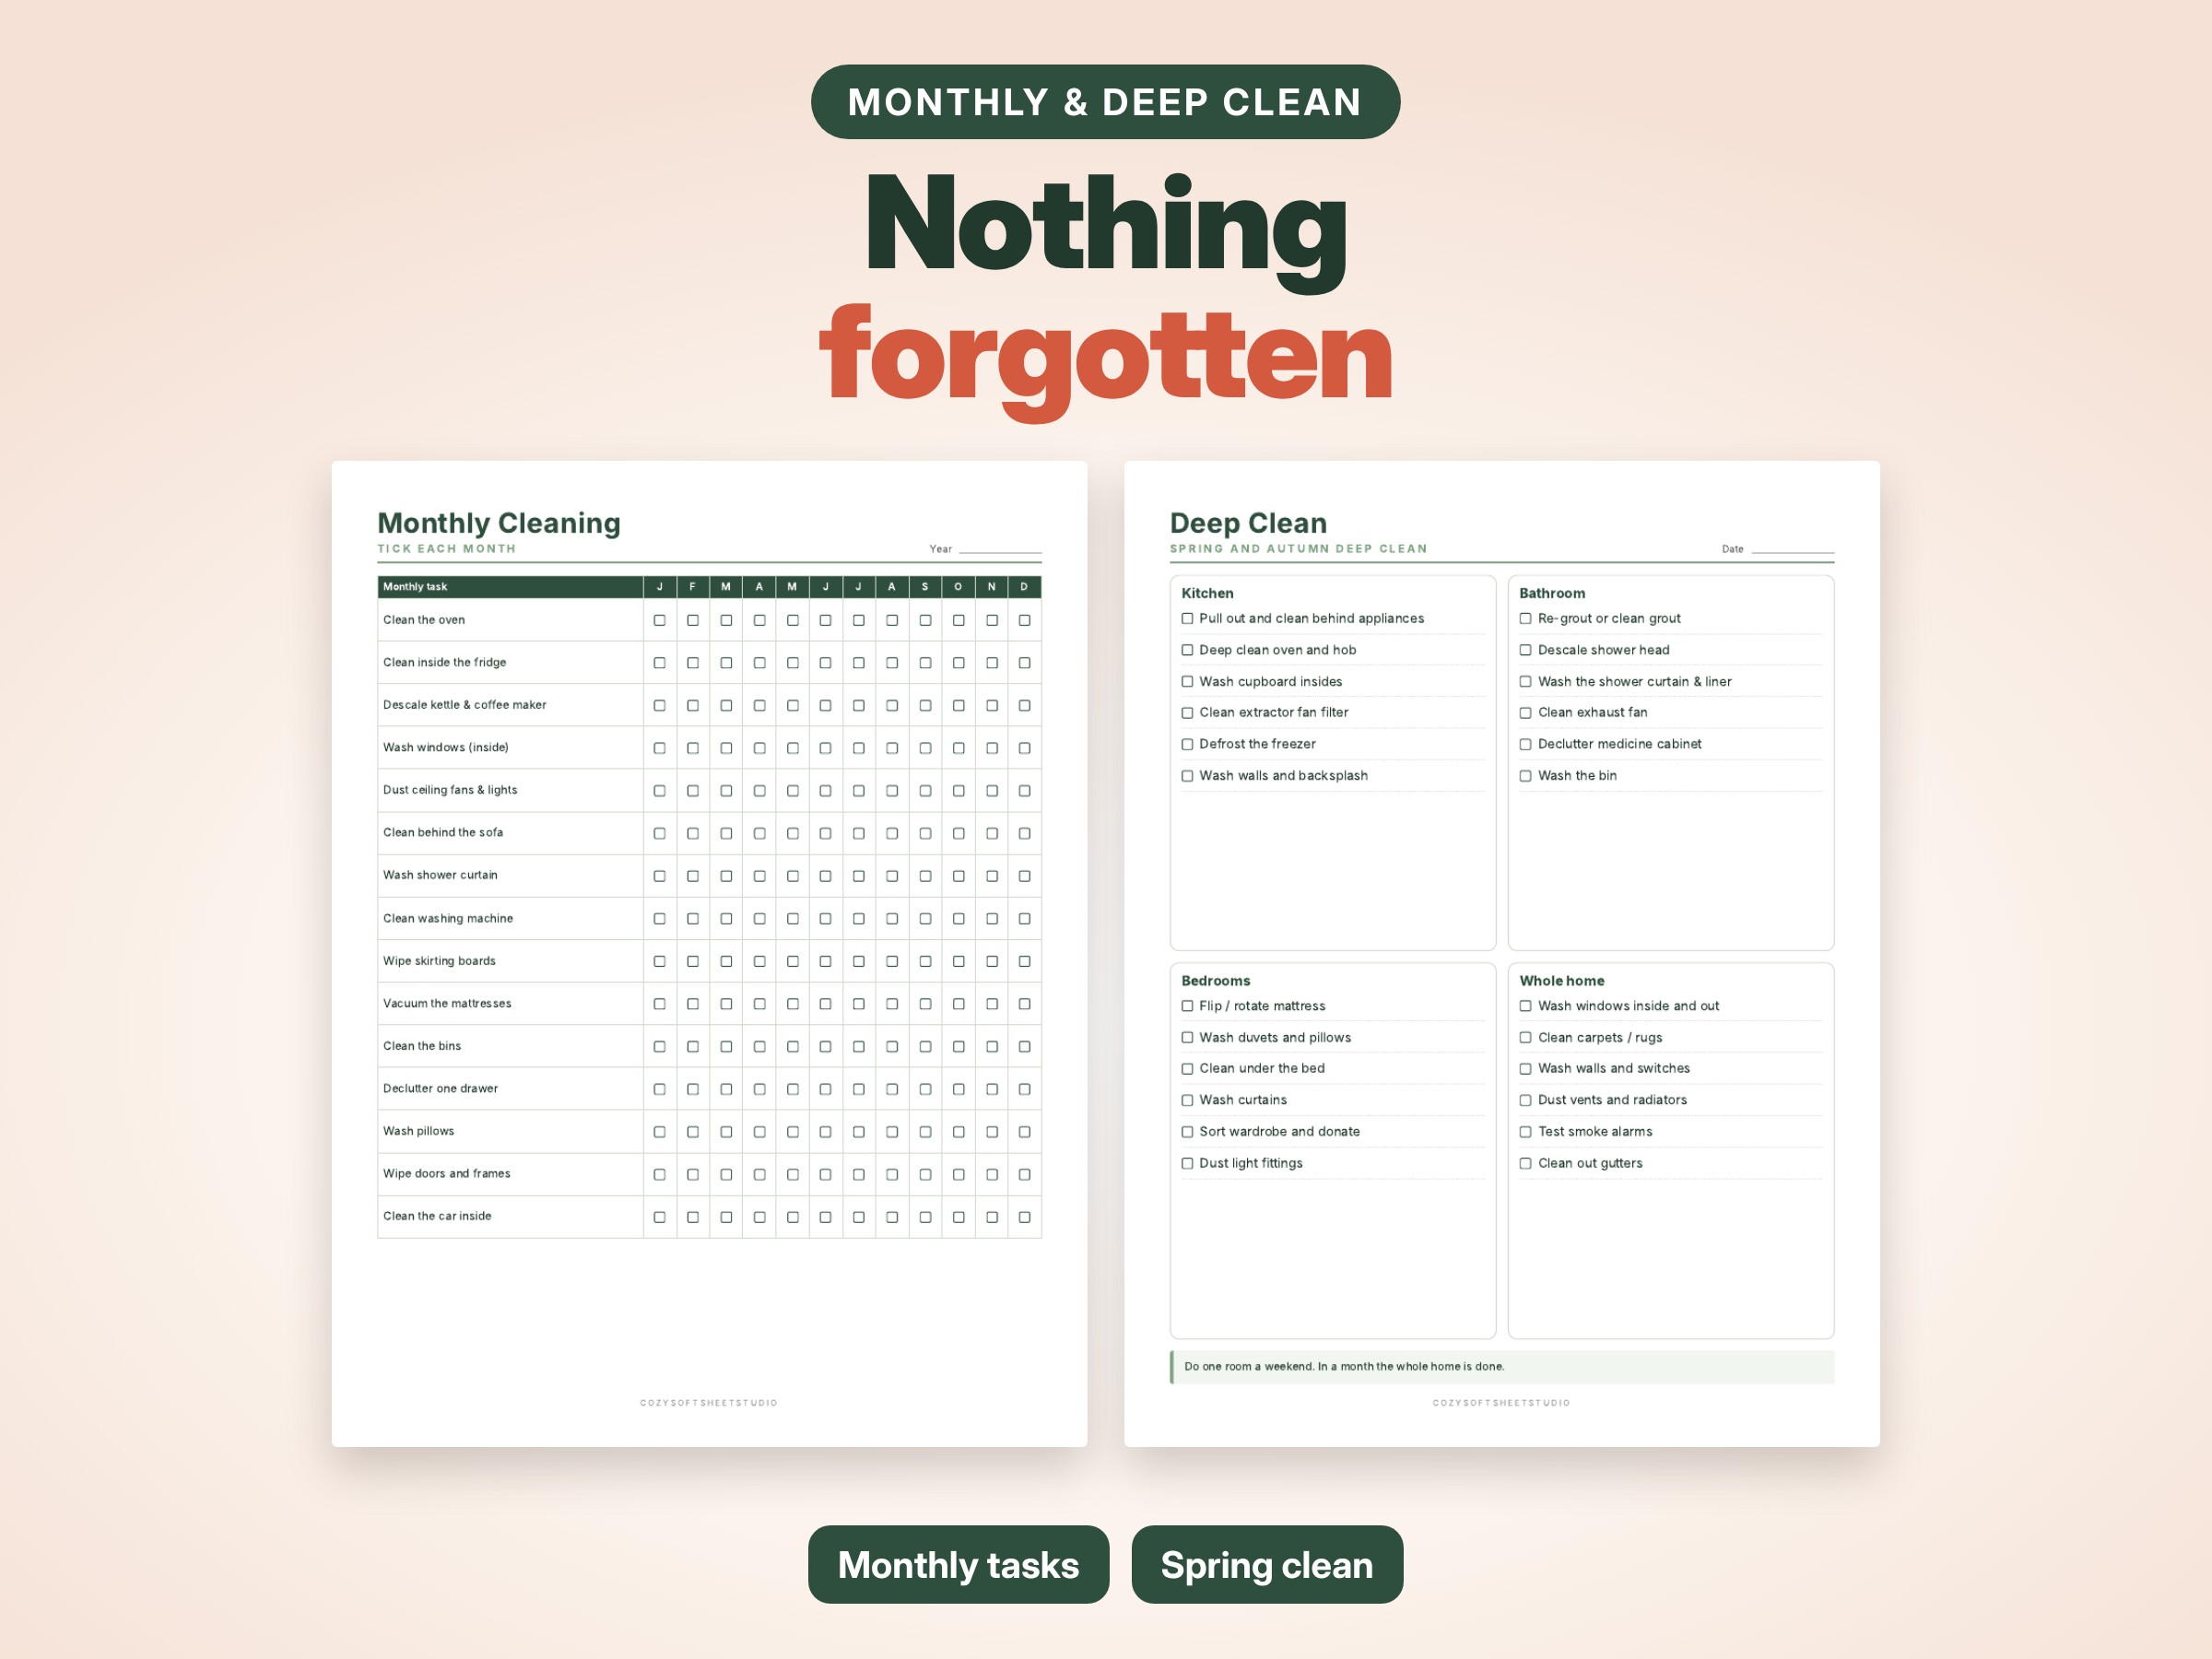 MONTHLY & DEEP CLEAN
Nothing
forgotten
Monthly Cleaning
TICK EACH MONTH
Year
Monthly task J F M A M J J A S O N D
Clean the oven
Clean inside the fridge
Descale kettle & coffee maker
Wash windows (inside)
Dust ceiling fans & lights
Clean behind the sofa
Wash shower curtain
Clean washing machine
Wipe skirting boards
Vacuum the mattresses
Clean the bins
Declutter one drawer
Wash pillows
Wipe doors and frames
Clean the car inside
COZYSOFTSHEETSTUDIO
Deep Clean
SPRING AND AUTUMN DEEP CLEAN
Date
Kitchen
Pull out and clean behind appliances
Deep clean oven and hob
Wash cupboard insides
Clean extractor fan filter
Defrost the freezer
Wash walls and backsplash
Bathroom
Re-grout or clean grout
Descale shower head
Wash the shower curtain & liner
Clean exhaust fan
Declutter medicine cabinet
Wash the bin
Bedrooms
Flip / rotate mattress
Wash duvets and pillows
Clean under the bed
Wash curtains
Sort wardrobe and donate
Dust light fittings
Whole home
Wash windows inside and out
Clean carpets / rugs
Wash walls and switches
Dust vents and radiators
Test smoke alarms
Clean out gutters
Do one room a weekend. In a month the whole home is done.
COZYSOFTSHEETSTUDIO
Monthly tasks
Spring clean